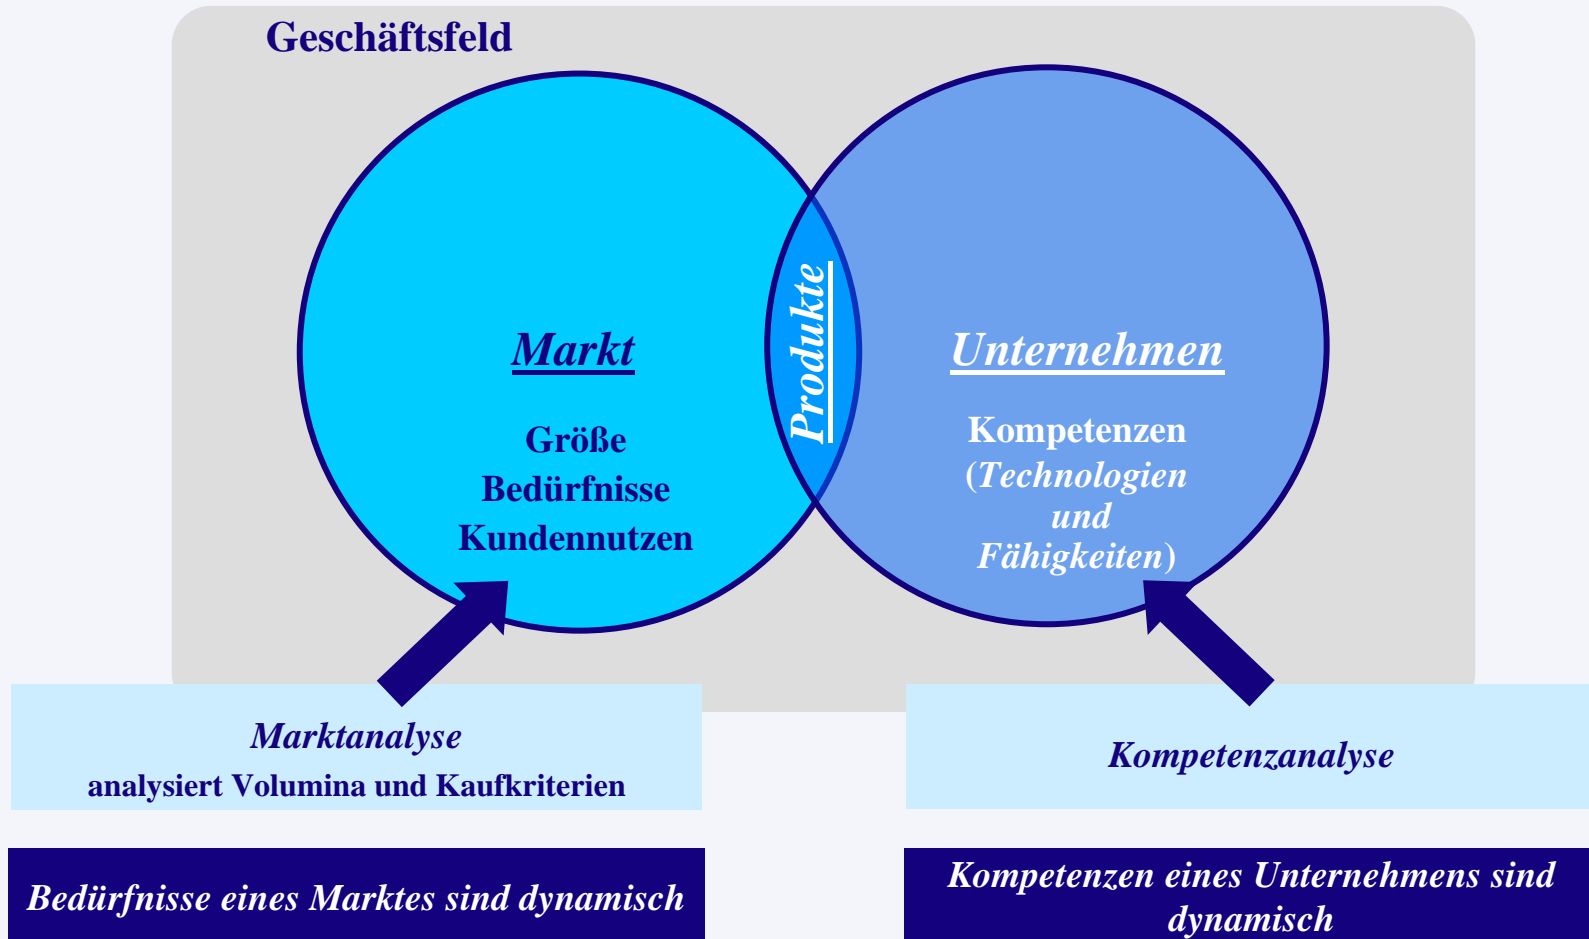 Geschäftsfeld
Markt
Größe
Bedürfnisse
Kundennutzen
Produkte
Unternehmen
Kompetenzen
(Technologien
und
Fähigkeiten)
Marktanalyse
analysiert Volumina und Kaufkriterien
Kompetenzanalyse
Bedürfnisse eines Marktes sind dynamisch
Kompetenzen eines Unternehmens sind
dynamisch